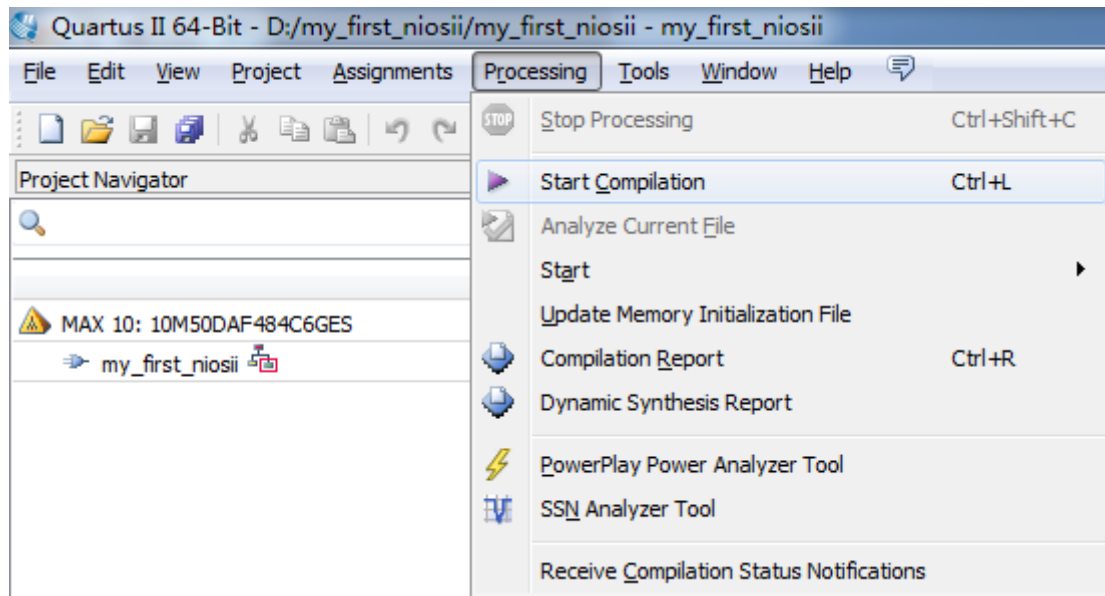 Quartus II 64-Bit - D:/my_first_niosii/my_first_niosii - my_first_niosii
File Edit View Project Assignments Processing Tools Window Help
STOP Stop Processing Ctrl+Shift+C
Project Navigator
Start Compilation Ctrl+L
Analyze Current File
Start
MAX 10: 10M50DAF484C6GES
my_first_niosii
Update Memory Initialization File
Compilation Report Ctrl+R
Dynamic Synthesis Report
PowerPlay Power Analyzer Tool
SSN Analyzer Tool
Receive Compilation Status Notifications